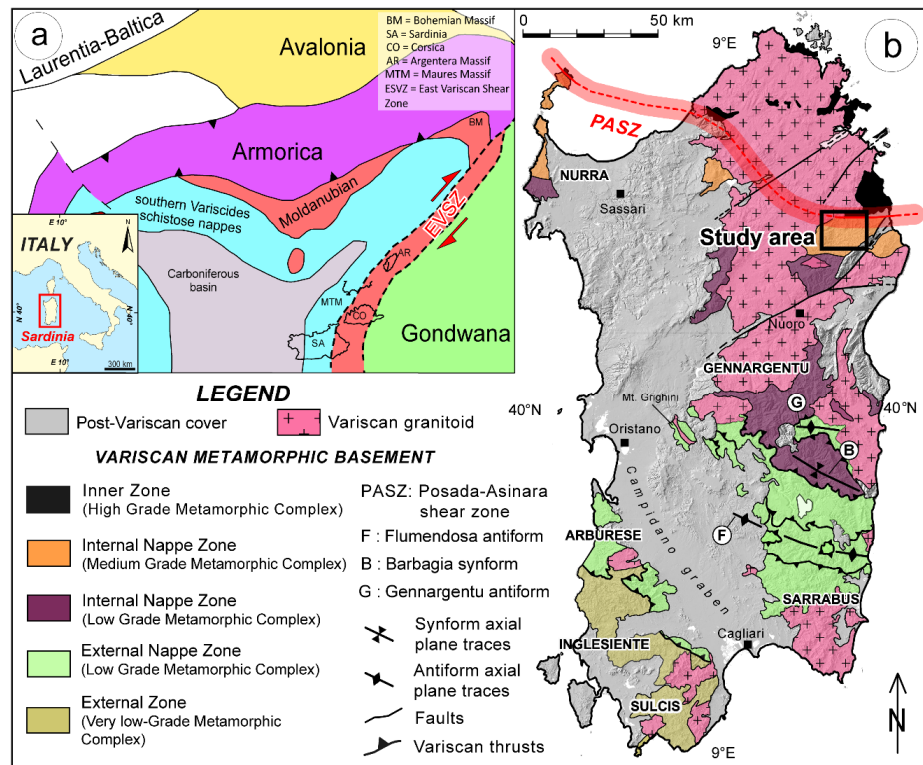 a
Laurentia-Baltica
Avalonia
BM = Bohemian Massif
SA = Sardinia
CO = Corsica
AR = Argentera Massif
MTM = Maures Massif
ESVZ = East Variscan Shear
Zone
Armorica
BM
Moldanubian
southern Variscides
schistose nappes
EVSZ
Carboniferous
basin
AR
MTM
CO
SA
Gondwana
E 10°
N
ITALY
N 40°
N 40°
Sardinia
E 10°
300 km
0
50 km
9°E
b
PASZ
NURRA
Sassari
Study area
Nuoro
GENNARGENTU
Mt. Grighini
G
40°N
40°N
Oristano
B
Campidano graben
F
ARBURESE
SARRABUS
Cagliari
INGLESIENTE
SULCIS
9°E
N
LEGEND
Post-Variscan cover
Variscan granitoid
VARISCAN METAMORPHIC BASEMENT
Inner Zone
(High Grade Metamorphic Complex)
Internal Nappe Zone
(Medium Grade Metamorphic Complex)
Internal Nappe Zone
(Low Grade Metamorphic Complex)
External Nappe Zone
(Low Grade Metamorphic Complex)
External Zone
(Very low-Grade Metamorphic
Complex)
PASZ: Posada-Asinara
shear zone
F : Flumendosa antiform
B : Barbagia synform
G : Gennargentu antiform
Synform axial
plane traces
Antiform axial
plane traces
Faults
Variscan thrusts